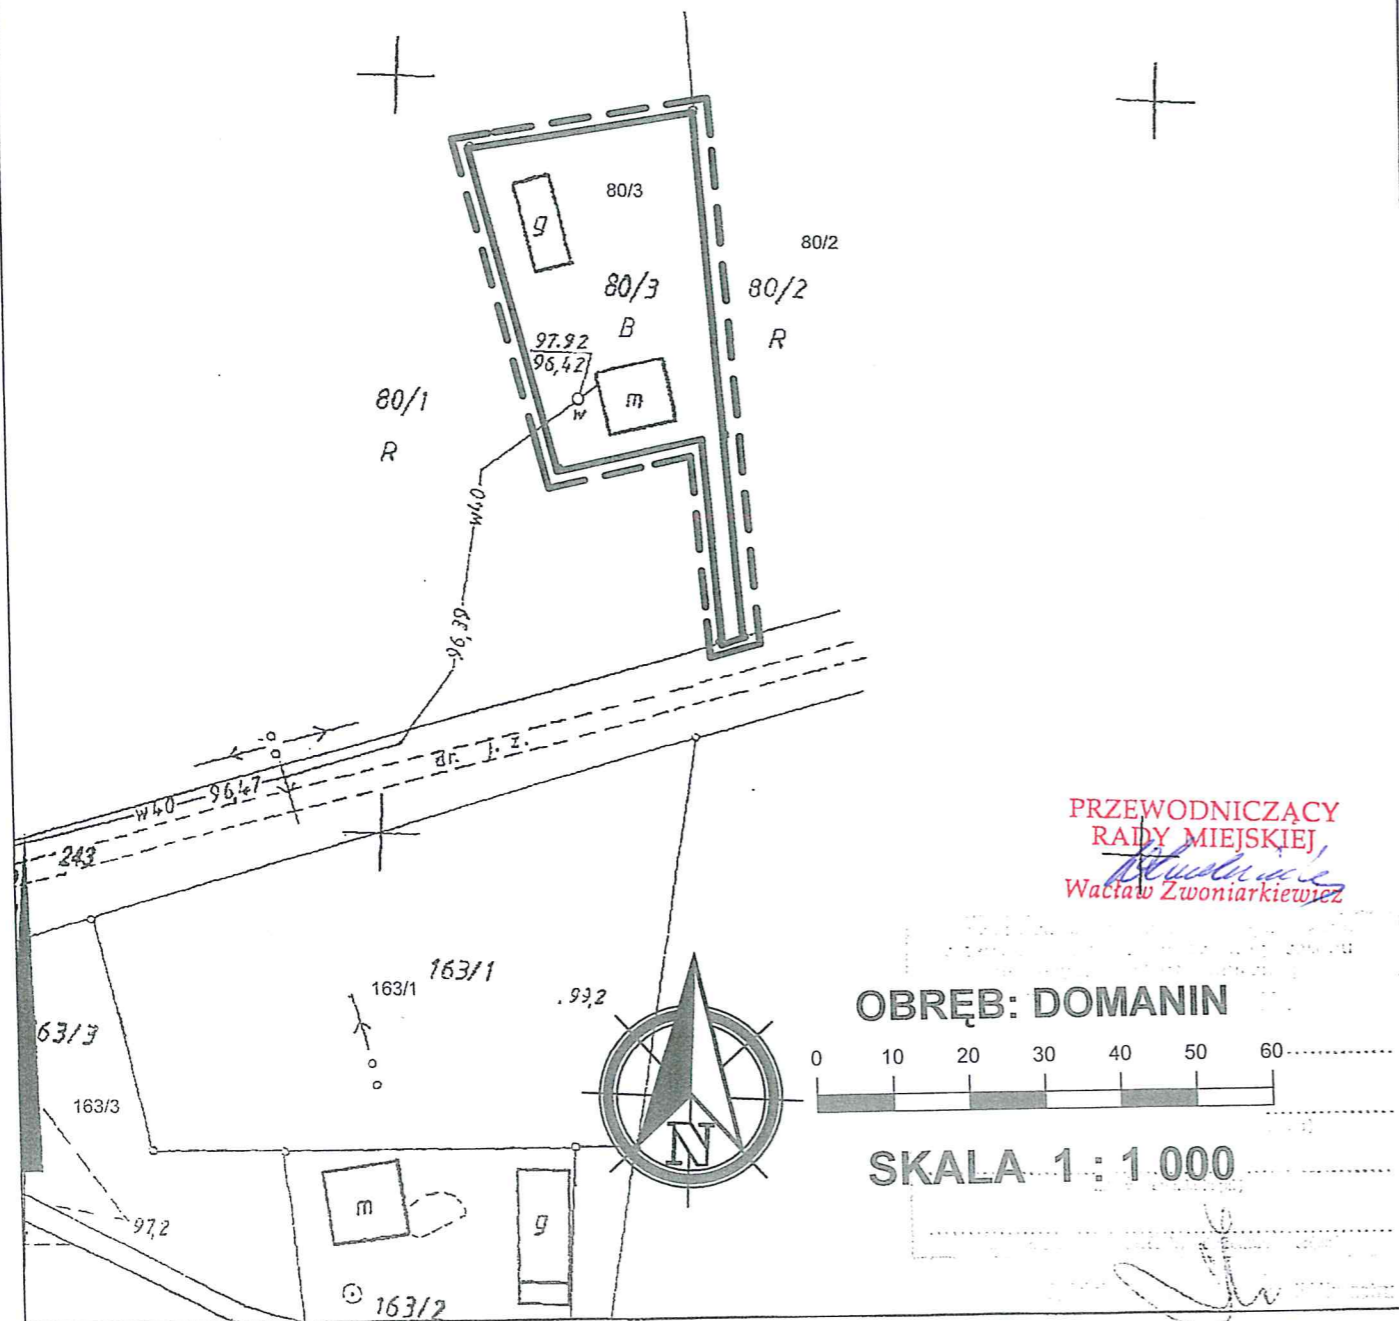 80/3
g
80/2
80/3
80/2
B
R
97.92
96,42
m
w
80/1
R
w40
96,39
dr. I. z.
w40
96,47
243
PRZEWODNICZĄCY
RADY MIEJSKIEJ
Wacław Zwoniarkiewicz
163/1
163/1
99,2
OBRĘB: DOMANIN
63/3
0 10 20 30 40 50 60
163/3
N
SKALA 1 : 1 000
m
g
97,2
163/2